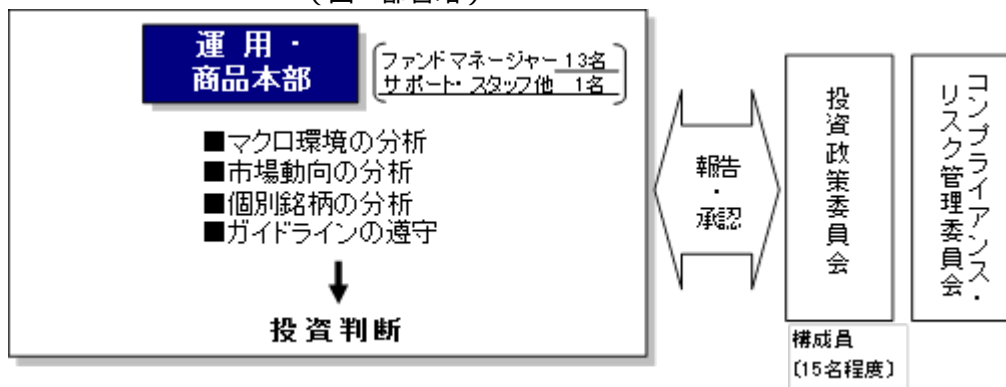 運用・
商品本部
ファンドマネージャー 13名
サポート・スタッフ他 1名
■マクロ環境の分析
■市場動向の分析
■個別銘柄の分析
■ガイドラインの遵守
投資判断
報告
・
承認
投資政策委員会
コンプライアンス・
リスク管理委員会・
構成員
(15名程度)